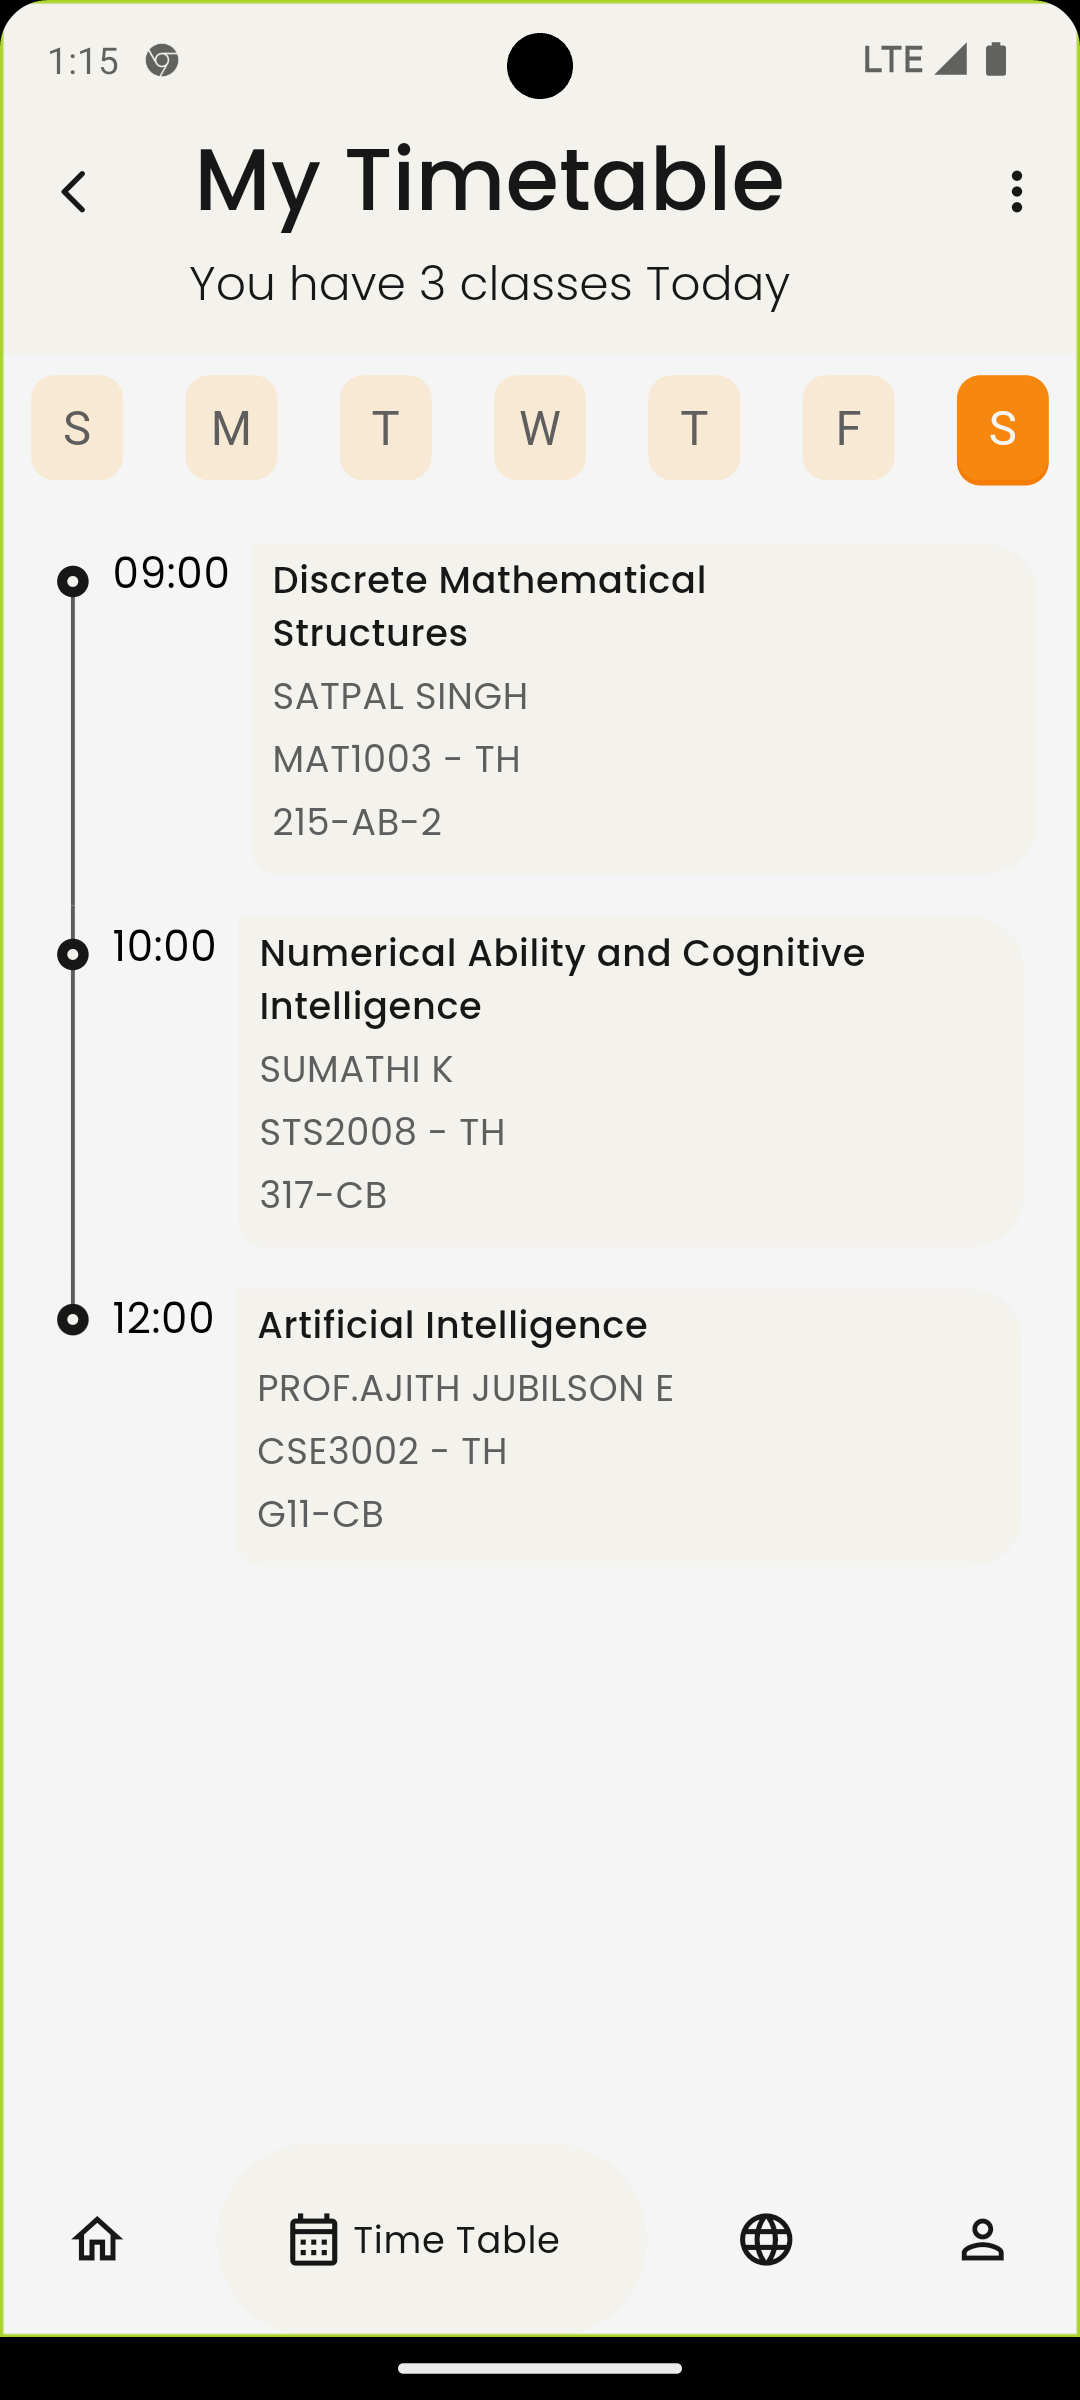 1:15
LTE
My Timetable
You have 3 classes Today
S M T W T F S
09:00
Discrete Mathematical
Structures
SATPAL SINGH
MAT1003 - TH
215-AB-2
10:00
Numerical Ability and Cognitive
Intelligence
SUMATHI K
STS2008 - TH
317-CB
12:00
Artificial Intelligence
PROF.AJITH JUBILSON E
CSE3002 - TH
G11-CB
Time Table